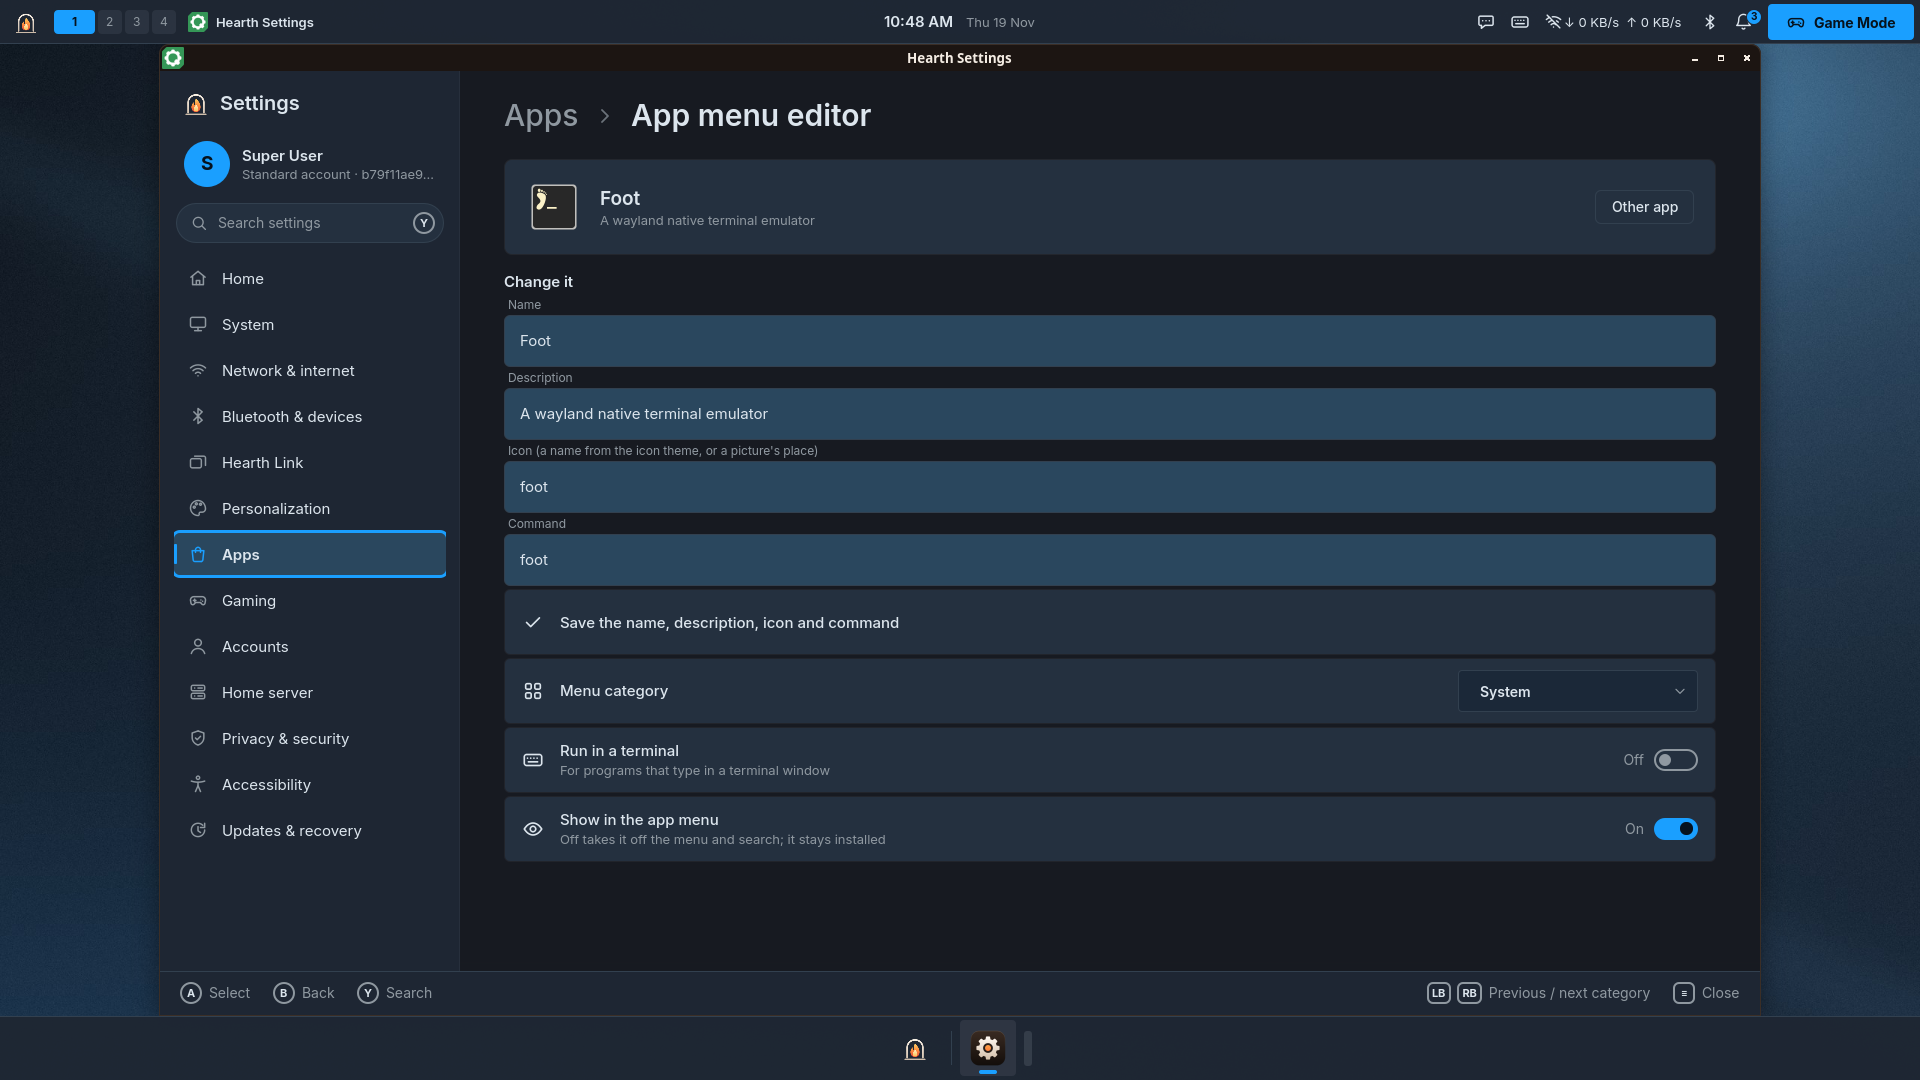 1 2 3 4 Hearth Settings 10:48 AM Thu 19 Nov ↓ 0 KB/s ↑ 0 KB/s 3 Game Mode
Hearth Settings
Settings
S
Super User
Standard account · b79f11ae9...
Search settings Y
Home
System
Network & internet
Bluetooth & devices
Hearth Link
Personalization
Apps
Gaming
Accounts
Home server
Privacy & security
Accessibility
Updates & recovery
Apps > App menu editor
Foot
A wayland native terminal emulator
Other app
Change it
Name
Foot
Description
A wayland native terminal emulator
Icon (a name from the icon theme, or a picture's place)
foot
Command
foot
Save the name, description, icon and command
Menu category System
Run in a terminal
For programs that type in a terminal window
Off
Show in the app menu
Off takes it off the menu and search; it stays installed
On
A Select B Back Y Search LB RB Previous / next category ≡ Close